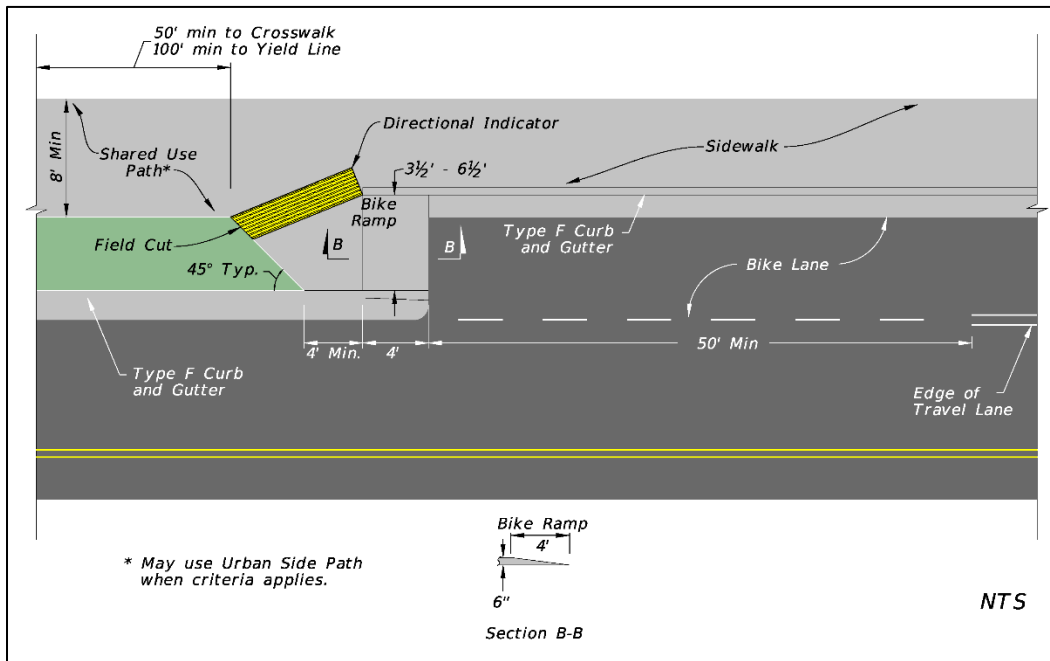 50' min to Crosswalk
100' min to Yield Line
Directional Indicator
Sidewalk
8' Min
Shared Use
Path*
3½' - 6½'
Bike
Ramp
Field Cut
B
B
Type F Curb
and Gutter
Bike Lane
45° Typ.
4' Min.
4'
50' Min
Type F Curb
and Gutter
Edge of
Travel Lane
Bike Ramp
4'
* May use Urban Side Path
when criteria applies.
6"
NTS
Section B-B